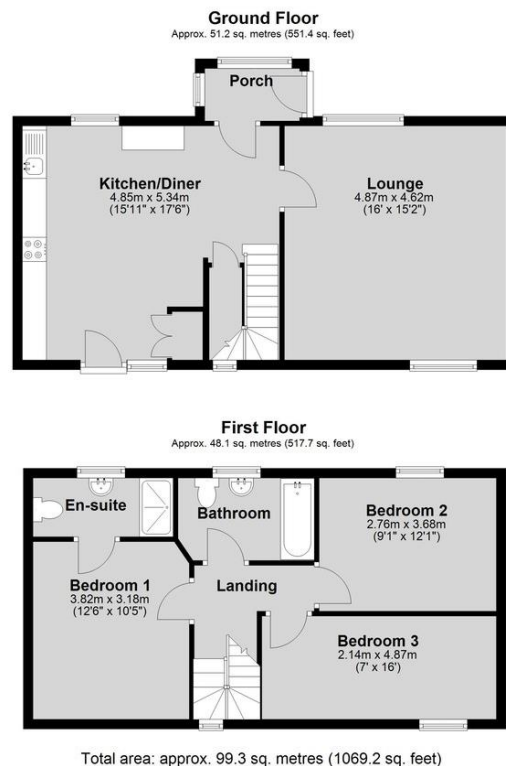 Ground Floor
Approx. 51.2 sq. metres (551.4 sq. feet)
Porch
Kitchen/Diner
4.85m x 5.34m
(15'11" x 17'6")
Lounge
4.87m x 4.62m
(16' x 15'2")
First Floor
Approx. 48.1 sq. metres (517.7 sq. feet)
En-suite
Bathroom
Bedroom 2
2.76m x 3.68m
(9'1" x 12'1")
Bedroom 1
3.82m x 3.18m
(12'6" x 10'5")
Landing
Bedroom 3
2.14m x 4.87m
(7' x 16')
Total area: approx. 99.3 sq. metres (1069.2 sq. feet)